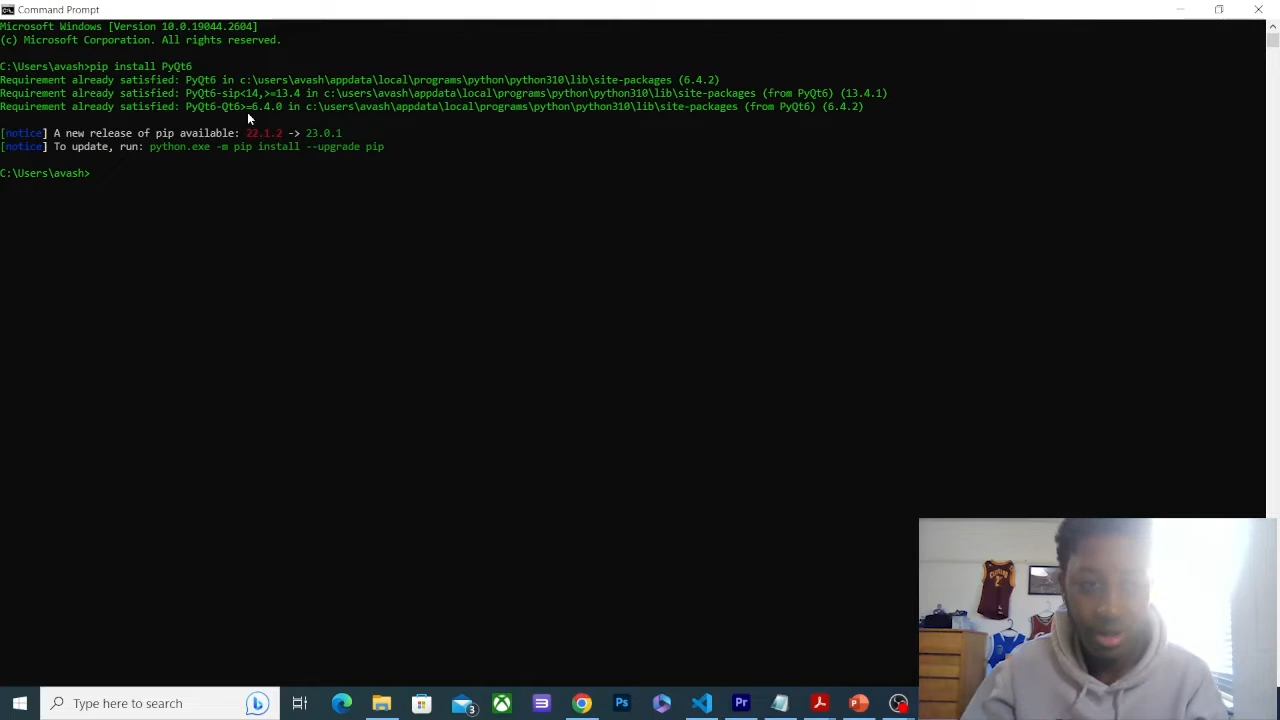 Command Prompt
Microsoft Windows [Version 10.0.19044.2604]
(c) Microsoft Corporation. All rights reserved.
C:\Users\avash>pip install PyQt6
Requirement already satisfied: PyQt6 in c:\users\avash\appdata\local\programs\python\python310\lib\site-packages (6.4.2)
Requirement already satisfied: PyQt6-sip<14,>=13.4 in c:\users\avash\appdata\local\programs\python\python310\lib\site-packages (from PyQt6) (13.4.1)
Requirement already satisfied: PyQt6-Qt6>=6.4.0 in c:\users\avash\appdata\local\programs\python\python310\lib\site-packages (from PyQt6) (6.4.2)
[notice] A new release of pip available: 22.1.2 -> 23.0.1
[notice] To update, run: python.exe -m pip install --upgrade pip
C:\Users\avash>
Type here to search
3
Ps
Pr